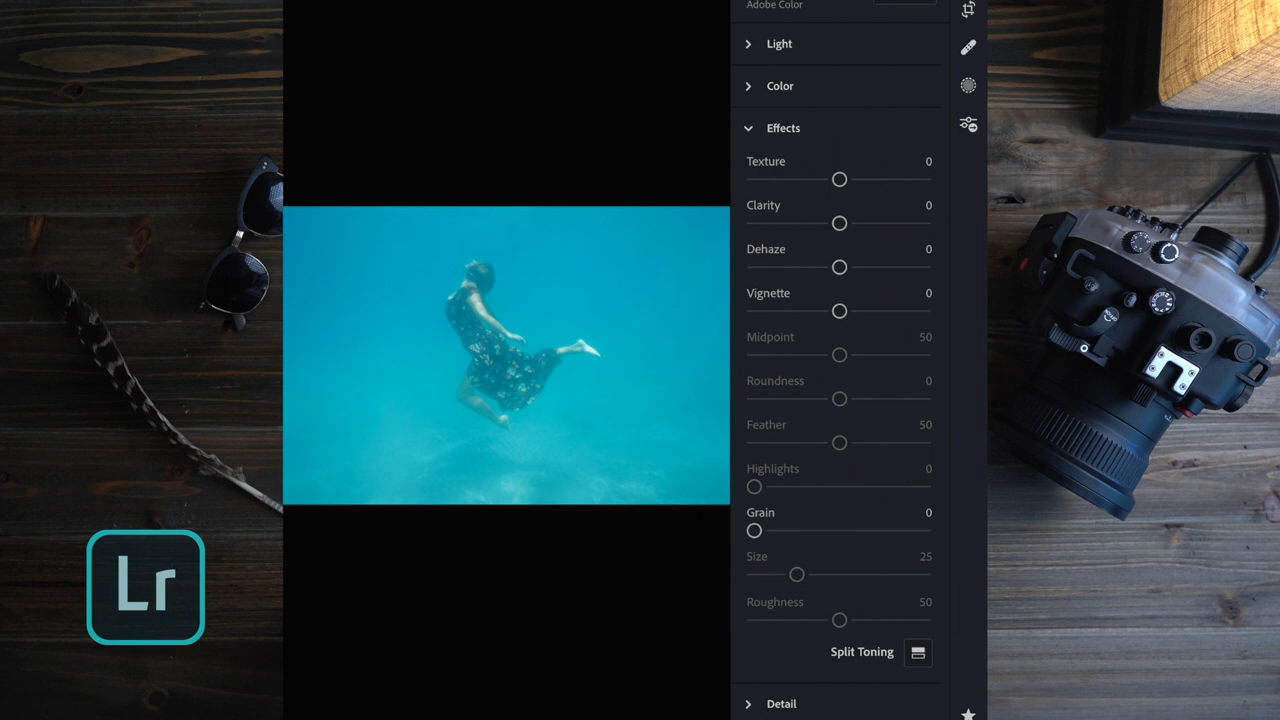 Adobe Color
Light
Color
Effects
Texture 0
Clarity 0
Dehaze 0
Vignette 0
Midpoint 50
Roundness 0
Feather 50
Highlights 0
Grain 0
Size 25
Roughness 50
Split Toning
Detail
Lr